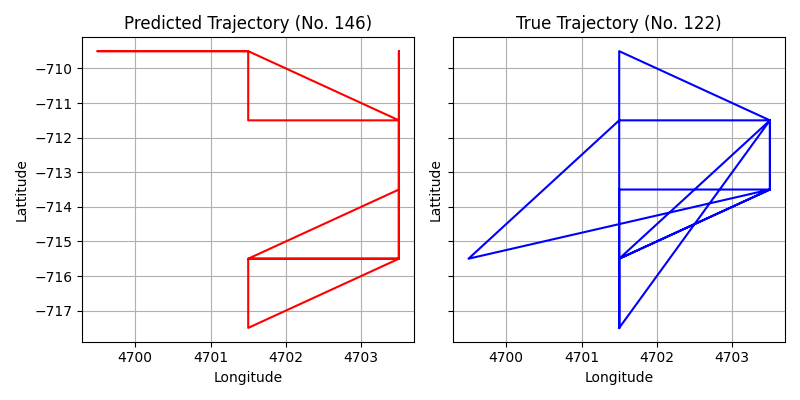 Predicted Trajectory (No. 146)
True Trajectory (No. 122)
−710
−711
−712
−713
−714
−715
−716
−717
Lattitude
Lattitude
4700 4701 4702 4703
4700 4701 4702 4703
Longitude
Longitude